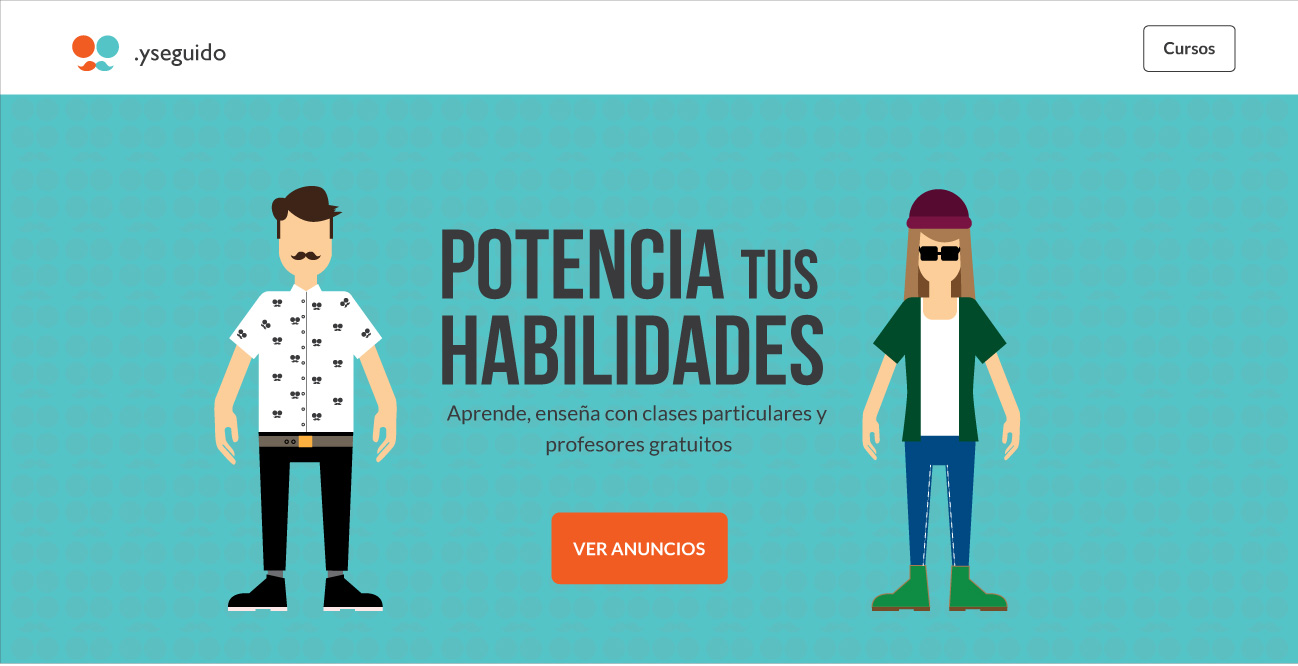 .yseguido
Cursos
POTENCIA TUS
HABILIDADES
Aprende, enseña con clases particulares y
profesores gratuitos
VER ANUNCIOS